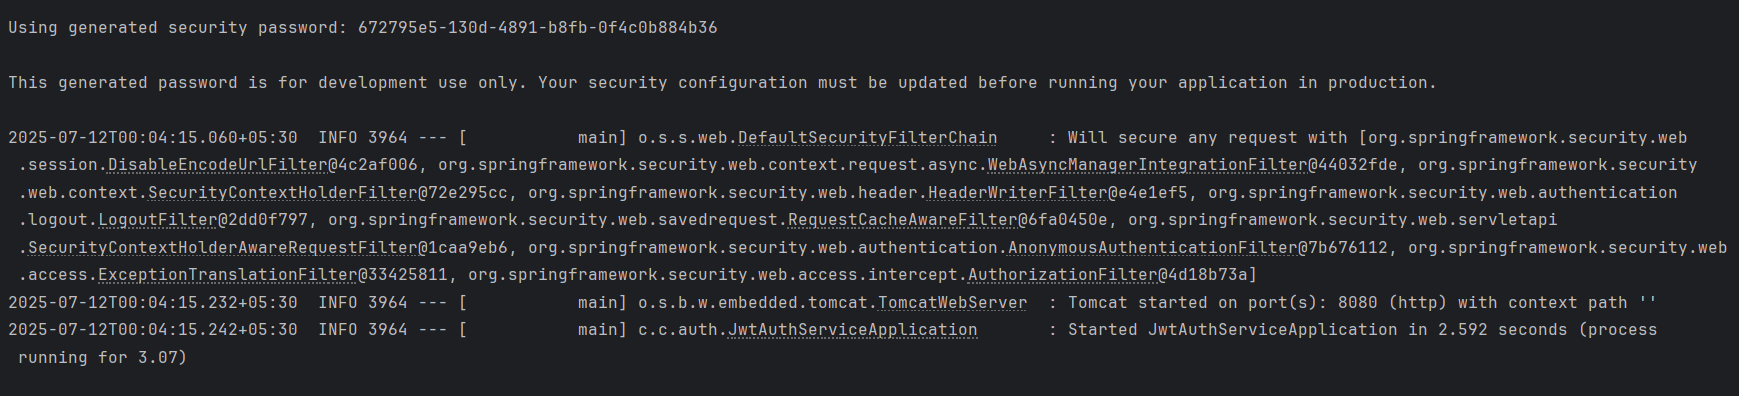 Using generated security password: 672795e5-130d-4891-b8fb-0f4c0b884b36
This generated password is for development use only. Your security configuration must be updated before running your application in production.
2025-07-12T00:04:15.060+05:30  INFO 3964 --- [           main] o.s.s.web.DefaultSecurityFilterChain     : Will secure any request with [org.springframework.security.web
.session.DisableEncodeUrlFilter@4c2af006, org.springframework.security.web.context.request.async.WebAsyncManagerIntegrationFilter@44032fde, org.springframework.security
.web.context.SecurityContextHolderFilter@72e295cc, org.springframework.security.web.header.HeaderWriterFilter@e4e1ef5, org.springframework.security.web.authentication
.logout.LogoutFilter@2dd0f797, org.springframework.security.web.savedrequest.RequestCacheAwareFilter@6fa0450e, org.springframework.security.web.servletapi
.SecurityContextHolderAwareRequestFilter@1caa9eb6, org.springframework.security.web.authentication.AnonymousAuthenticationFilter@7b676112, org.springframework.security.web
.access.ExceptionTranslationFilter@33425811, org.springframework.security.web.access.intercept.AuthorizationFilter@4d18b73a]
2025-07-12T00:04:15.232+05:30  INFO 3964 --- [           main] o.s.b.w.embedded.tomcat.TomcatWebServer  : Tomcat started on port(s): 8080 (http) with context path ''
2025-07-12T00:04:15.242+05:30  INFO 3964 --- [           main] c.c.auth.JwtAuthServiceApplication       : Started JwtAuthServiceApplication in 2.592 seconds (process
running for 3.07)